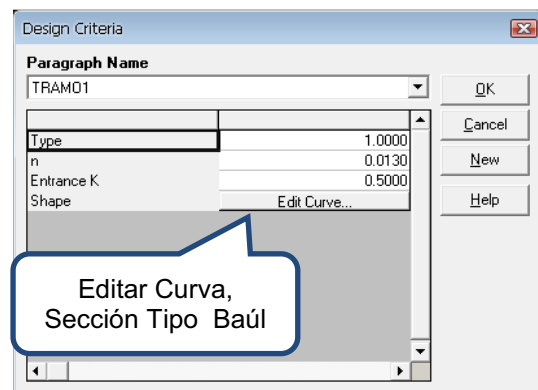 Design Criteria
Paragraph Name
TRAMO1
OK
Cancel
New
Help
Type 1.0000
n 0.0130
Entrance K 0.5000
Shape Edit Curve...
Editar Curva,
Sección Tipo Baúl